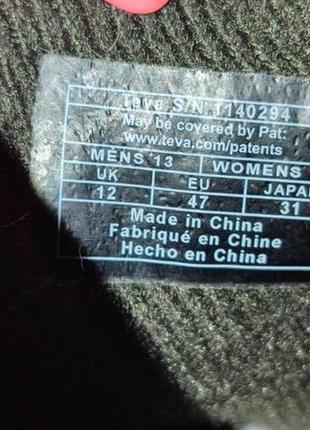 Teva S/N 1140294
May be covered by Pat:
www.teva.com/patents
MENS 13 WOMENS
UK EU JAPAN
12 47 31
Made in China
Fabriqué en Chine
Hecho en China